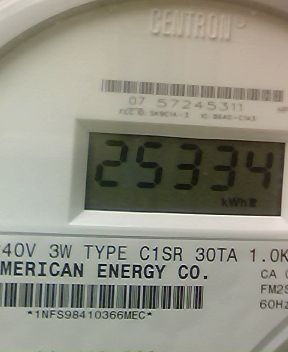 CENTRON®
07 57245311
25334
kWh
40V 3W TYPE C1SR 30TA 1.0K
MERICAN ENERGY CO.
CA
FM2S
60Hz
*1NFS98410366MEC*